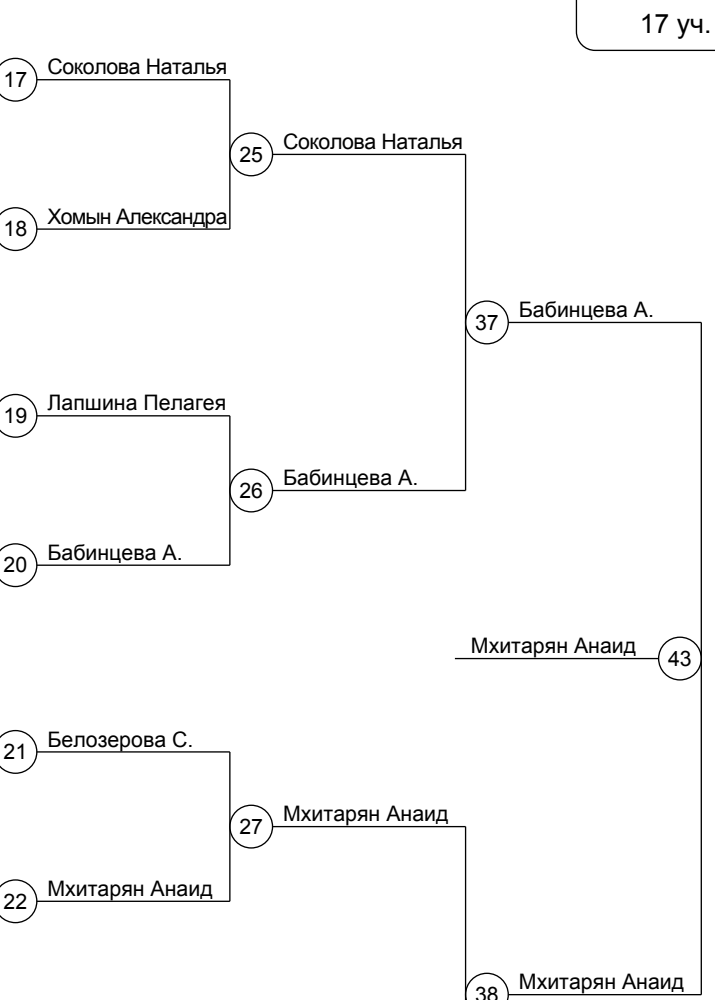 17 уч.
17 Соколова Наталья
25 Соколова Наталья
18 Хомын Александра
37 Бабинцева А.
19 Лапшина Пелагея
26 Бабинцева А.
20 Бабинцева А.
Мхитарян Анаид 43
21 Белозерова С.
27 Мхитарян Анаид
22 Мхитарян Анаид
38 Мхитарян Анаид